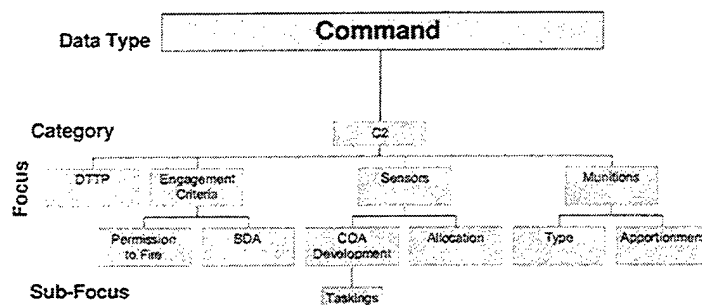 Data Type
Command
Category
C2
Focus
DTTP
Engagement
Criteria
Sensors
Munitions
Permission
to Fire
BDA
COA
Development
Allocation
Type
Apportionment
Sub-Focus
Taskings